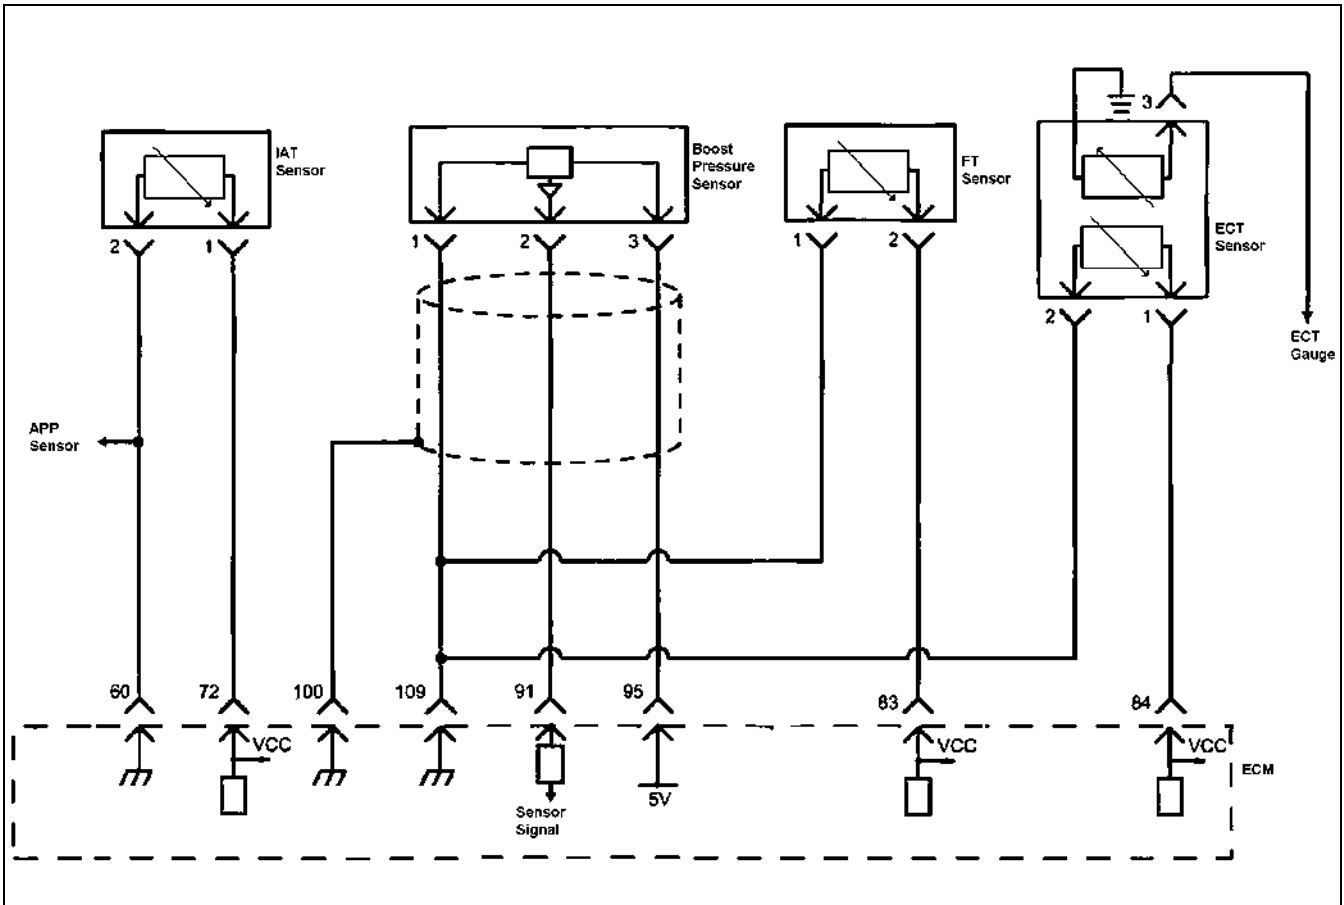 3
IAT
Sensor
Boost
Pressure
Sensor
FT
Sensor
ECT
Sensor
2
1
1
2
3
1
2
2
1
ECT
Gauge
APP
Sensor
60
72
100
109
91
95
83
84
VCC
VCC
VCC
ECM
5V
Sensor
Signal